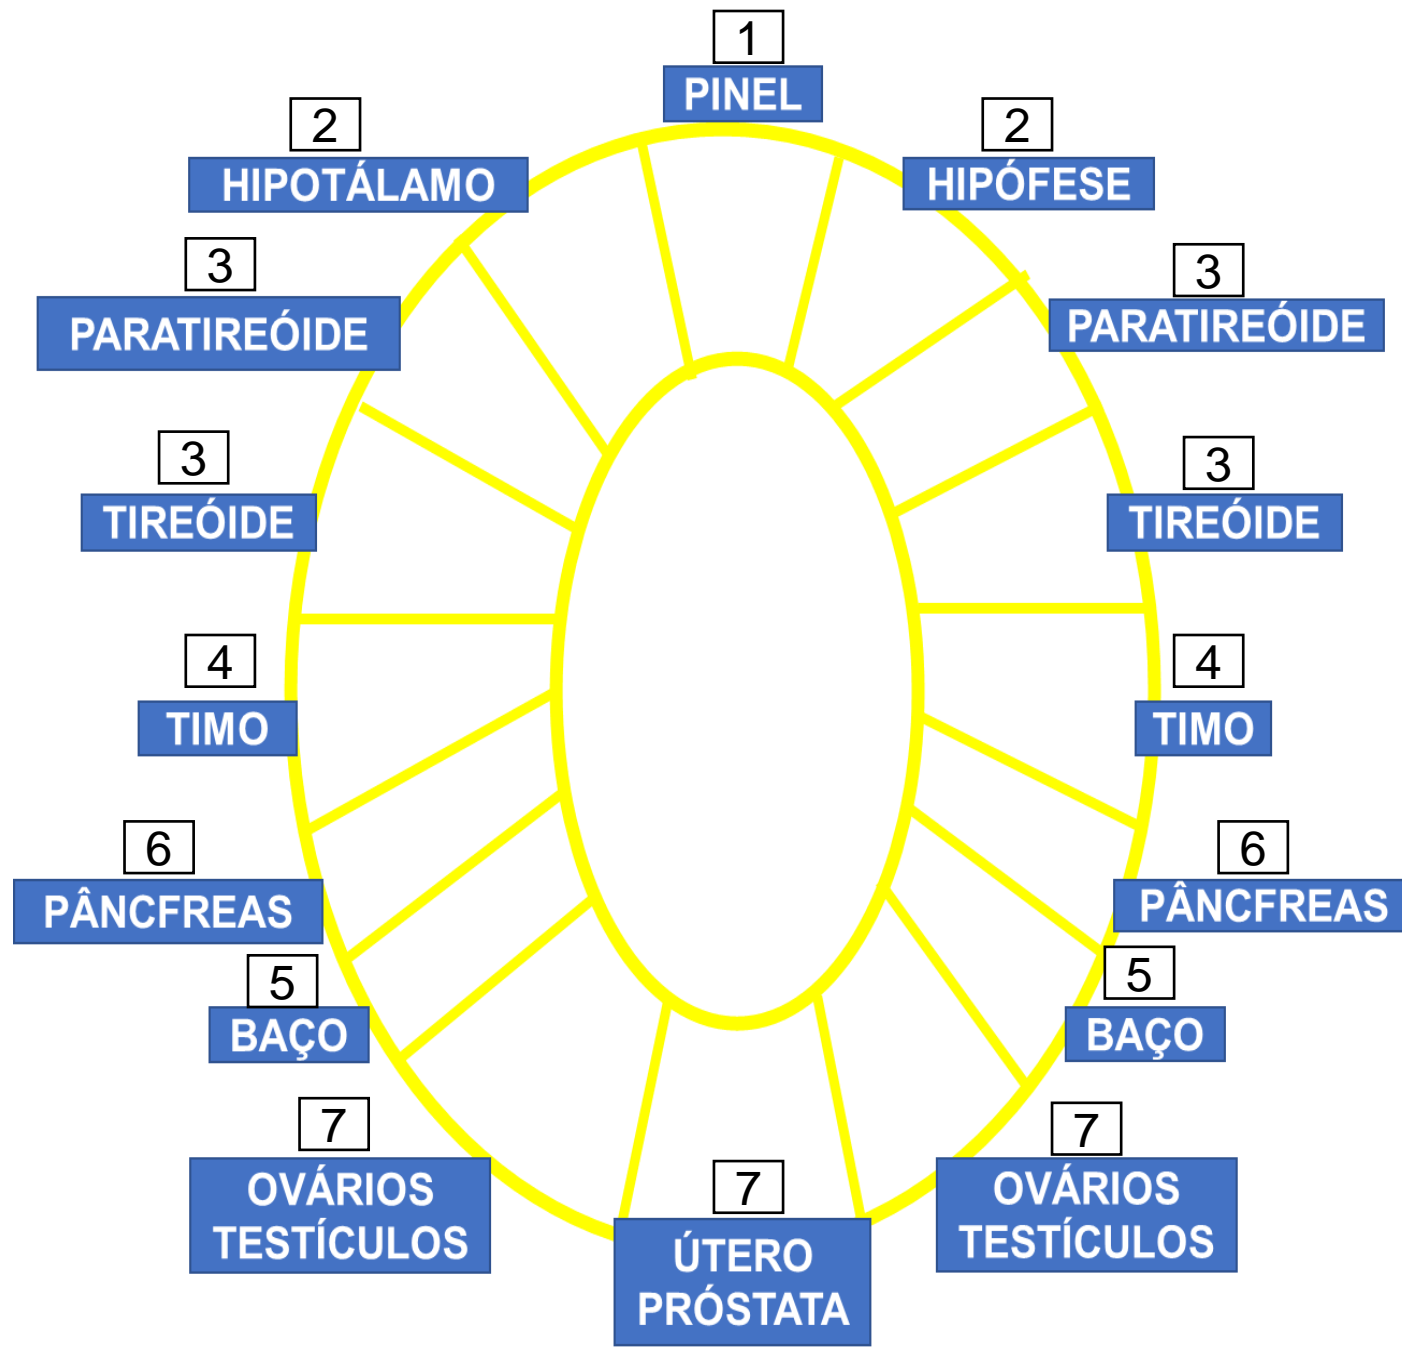 1
PINEL
2
HIPOTÁLAMO
2
HIPÓFESE
3
PARATIREÓIDE
3
PARATIREÓIDE
3
TIREÓIDE
3
TIREÓIDE
4
TIMO
4
TIMO
6
PÂNCFREAS
6
PÂNCFREAS
5
BAÇO
5
BAÇO
7
OVÁRIOS
TESTÍCULOS
7
ÚTERO
PRÓSTATA
7
OVÁRIOS
TESTÍCULOS